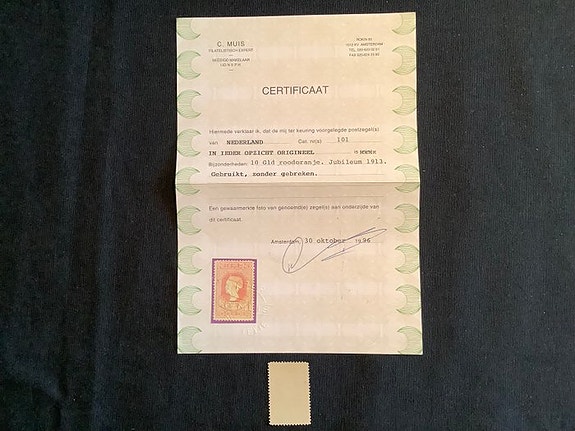 C. MUIS
FILATELISTISCH EXPERT
CERTIFICAAT
Hiermede verklaar ik, dat de mij ter keuring voorgelegde postzegel(s)
van NEDERLAND Cat. nr(s) 101
IN IEDER OPZICHT ORIGINEEL
Bijzonderheden: 10 Gld roodoranje. Jubileum 1913.
Gebruikt, zonder gebreken.
Een gewaarmerkte foto van genoemd(e) zegel(s) aan onderzijde van
dit certificaat.
Amsterdam, 30 oktober 1996